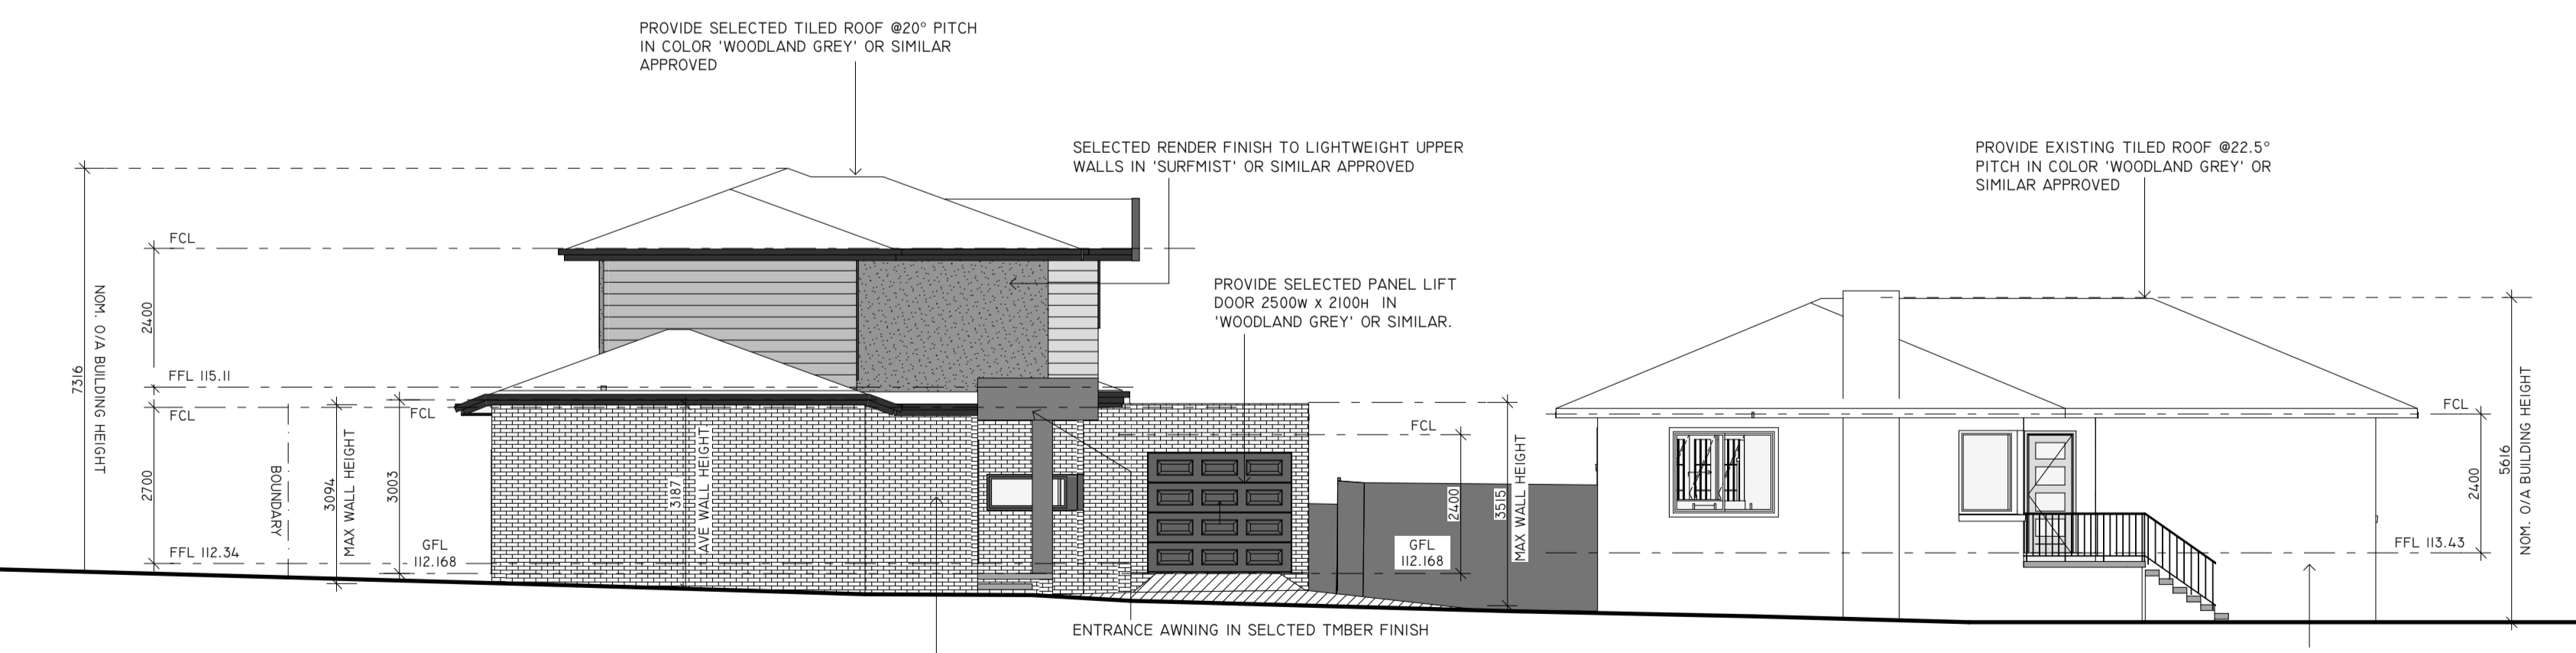 PROVIDE SELECTED TILED ROOF @20° PITCH
IN COLOR 'WOODLAND GREY' OR SIMILAR
APPROVED
SELECTED RENDER FINISH TO LIGHTWEIGHT UPPER
WALLS IN 'SURFMIST' OR SIMILAR APPROVED
PROVIDE EXISTING TILED ROOF @22.5°
PITCH IN COLOR 'WOODLAND GREY' OR
SIMILAR APPROVED
PROVIDE SELECTED PANEL LIFT
DOOR 2500W X 2100H IN
'WOODLAND GREY' OR SIMILAR.
7316
NOM. O/A BUILDING HEIGHT
FCL
2400
FFL 115.11
FCL
2700
FFL 112.34
BOUNDARY
3094
MAX WALL HEIGHT
3003
FCL
GFL
112.168
3187
AVE WALL HEIGHT
FCL
2400
GFL
112.168
3515
MAX WALL HEIGHT
ENTRANCE AWNING IN SELCTED TMBER FINISH
FCL
2400
FFL 113.43
5616
NOM. O/A BUILDING HEIGHT